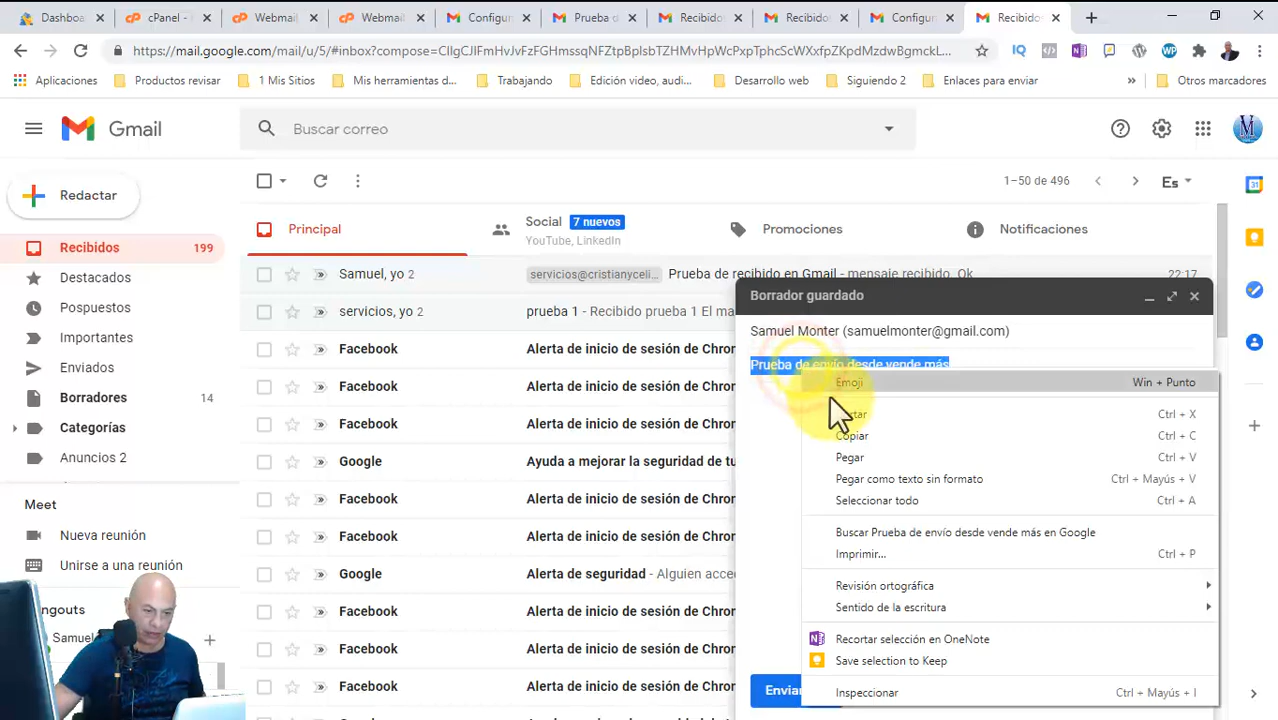 Dashboa
cPanel -
Webmail
Webmai
Configur
Prueba d
Recibido
Recibido
Configur
Recibido
https://mail.google.com/mail/u/5/#inbox?compose=
Aplicaciones
Productos revisar
1 Mis Sitios
Mis herramientas d...
Trabajando
Edición video, audi...
Desarrollo web
Siguiendo 2
Enlaces para enviar
»
Otros marcadores
Gmail
Buscar correo
Redactar
1–50 de 496
Es
Recibidos 199
Destacados
Pospuestos
Importantes
Enviados
Borradores 14
Categorías
Anuncios 2
Meet
Nueva reunión
Unirse a una reunión
angouts
Samuel
Principal
Social 7 nuevos
YouTube, LinkedIn
Promociones
Notificaciones
Samuel, yo 2 servicios@cristianyceli... Prueba de recibido en Gmail - mensaje recibido. Ok 22:17
servicios, yo 2 prueba 1 - Recibido prueba 1 El ma
Facebook Alerta de inicio de sesión de Chron
Facebook Alerta de inicio de sesión de Chron
Facebook Alerta de inicio de sesión de Chron
Google Ayuda a mejorar la seguridad de tu
Facebook Alerta de inicio de sesión de Chron
Facebook Alerta de inicio de sesión de Chron
Google Alerta de seguridad - Alguien acce
Facebook Alerta de inicio de sesión de Chron
Facebook Alerta de inicio de sesión de Chron
Facebook Alerta de inicio de sesión de Chron
Borrador guardado
Samuel Monter (samuelmonter@gmail.com)
Prueba de envío desde vende más
Emoji Win + Punto
rtar Ctrl + X
Copiar Ctrl + C
Pegar Ctrl + V
Pegar como texto sin formato Ctrl + Mayús + V
Seleccionar todo Ctrl + A
Buscar Prueba de envío desde vende más en Google
Imprimir... Ctrl + P
Revisión ortográfica
Sentido de la escritura
Recortar selección en OneNote
Save selection to Keep
Inspeccionar Ctrl + Mayús + I
Enviar